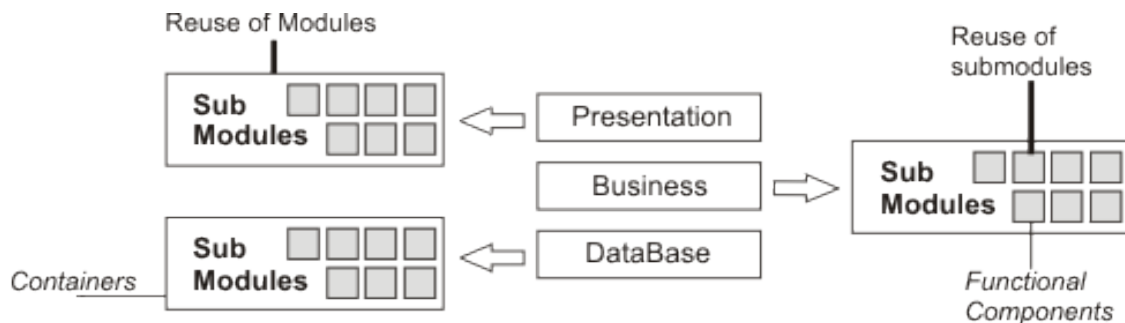 Reuse of Modules
Reuse of
submodules
Sub
Modules
Presentation
Business
Sub
Modules
Sub
Modules
DataBase
Containers
Functional
Components